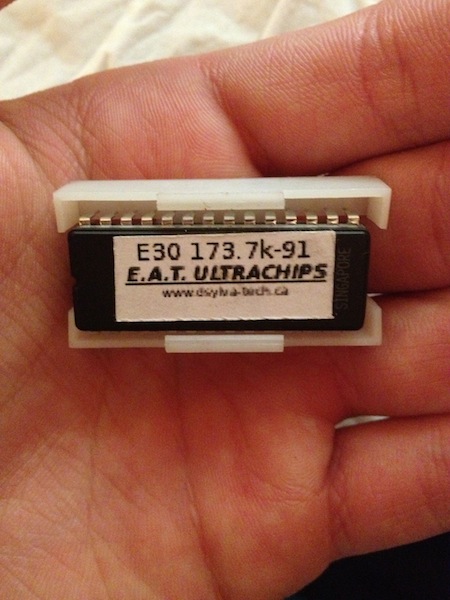 E30 173.7k-91
E.A.T. ULTRACHIPS
www.dsylva-tech.ca
SINGAPORE